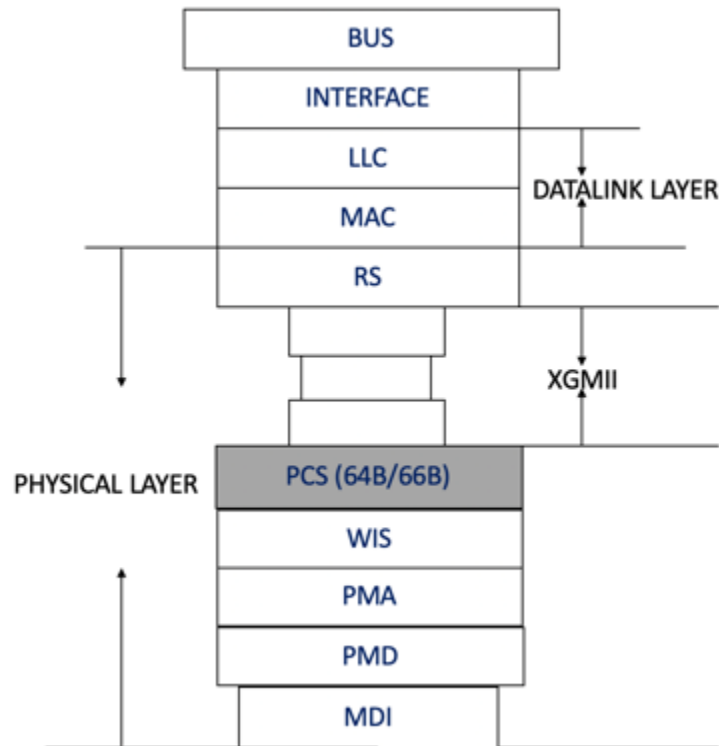 BUS
INTERFACE
LLC
DATALINK LAYER
MAC
RS
XGMII
PHYSICAL LAYER
PCS (64B/66B)
WIS
PMA
PMD
MDI